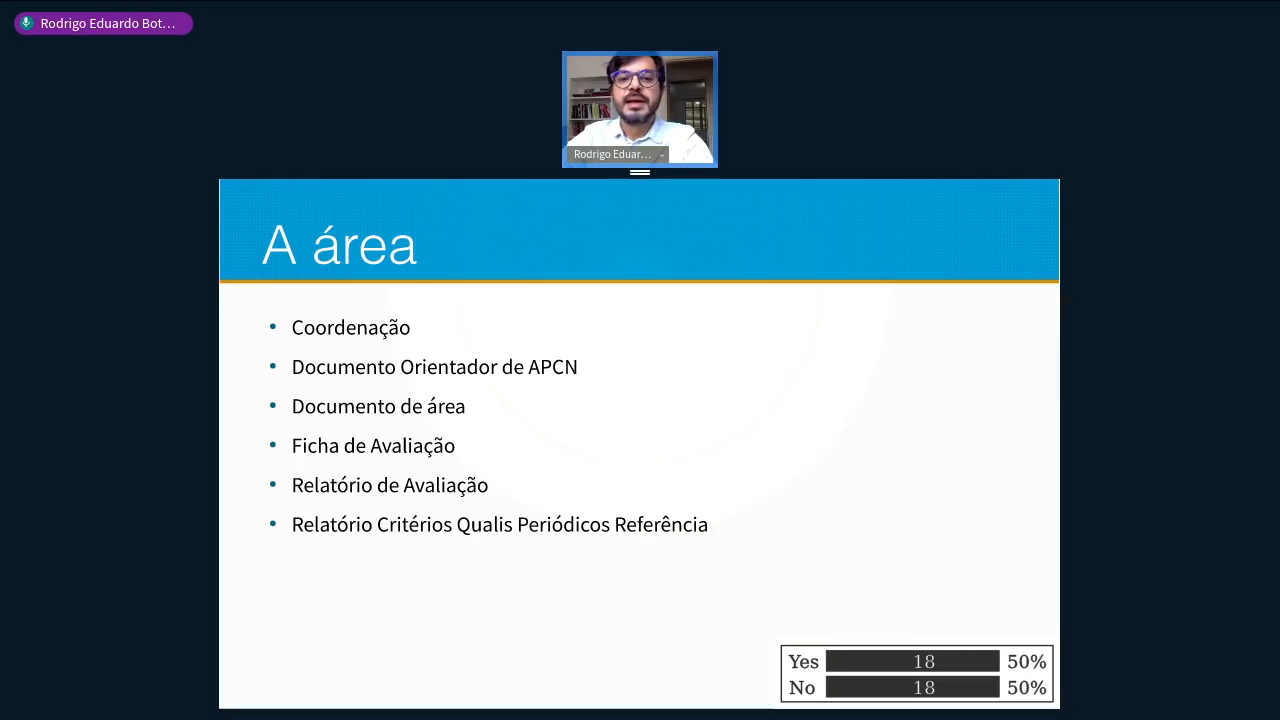 Rodrigo Eduardo Bot...
Rodrigo Eduar...
A área
• Coordenação
• Documento Orientador de APCN
• Documento de área
• Ficha de Avaliação
• Relatório de Avaliação
• Relatório Critérios Qualis Periódicos Referência
Yes 18 50%
No 18 50%